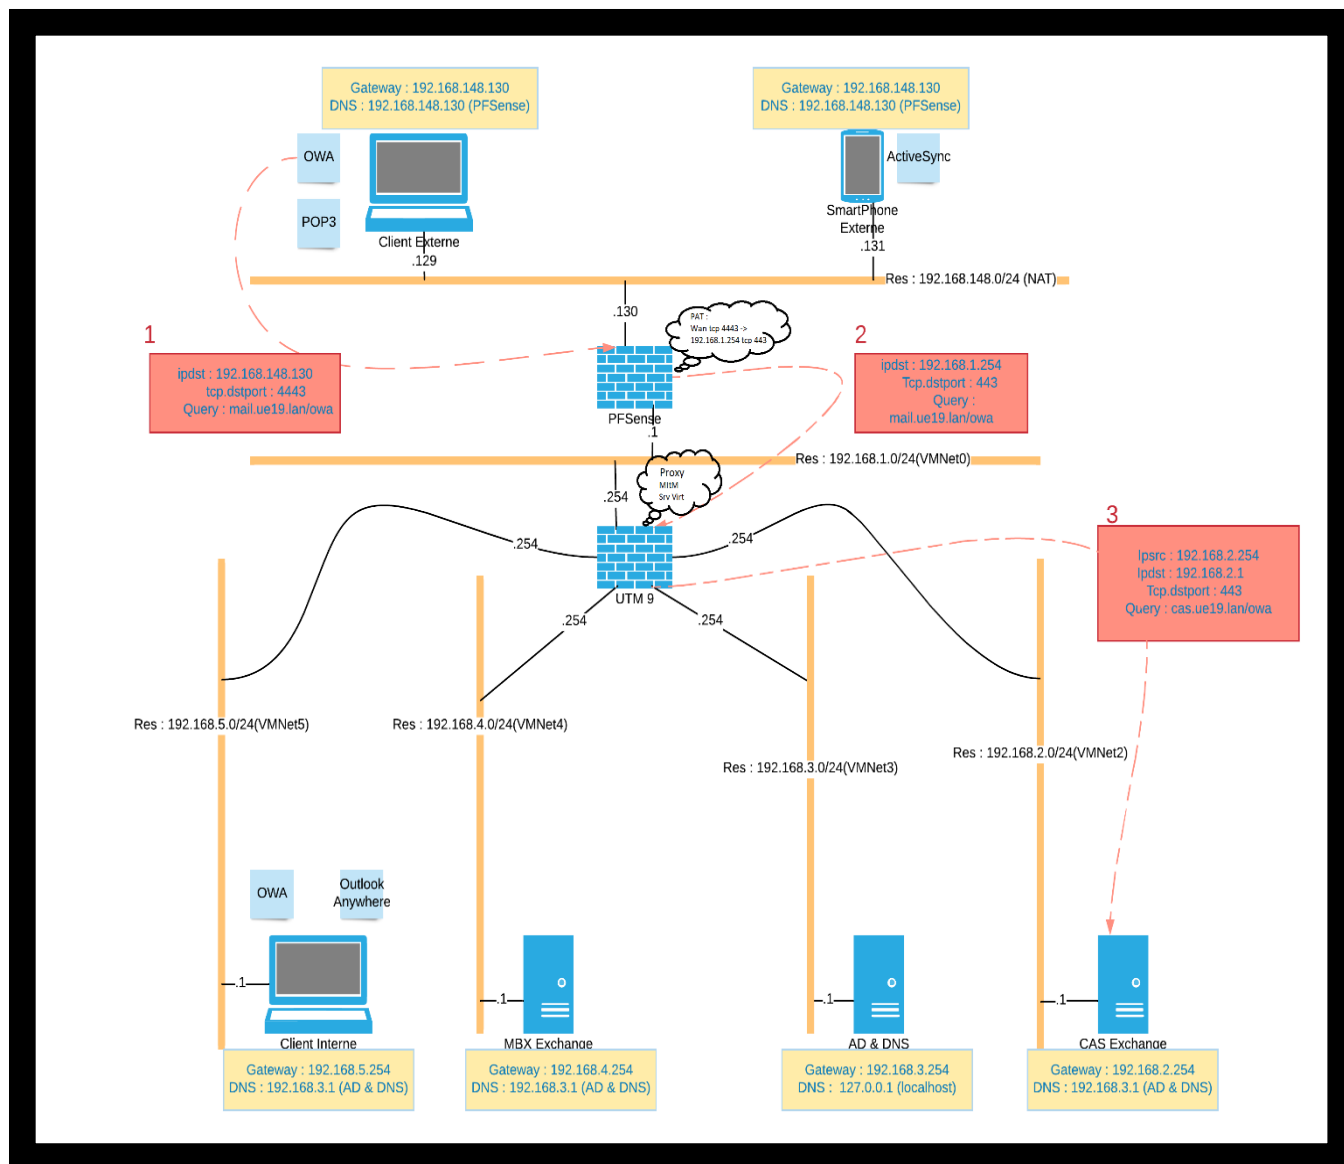 Gateway : 192.168.148.130
DNS : 192.168.148.130 (PFSense)
Gateway : 192.168.148.130
DNS : 192.168.148.130 (PFSense)
OWA
POP3
Client Externe
.129
ActiveSync
SmartPhone
Externe
.131
Res : 192.168.148.0/24 (NAT)
.130
PAT :
Wan tcp 4443 ->
192.168.1.254 tcp 443
1
ipdst : 192.168.148.130
tcp.dstport : 4443
Query : mail.ue19.lan/owa
2
ipdst : 192.168.1.254
Tcp.dstport : 443
Query :
mail.ue19.lan/owa
PFSense
.1
Res : 192.168.1.0/24(VMNet0)
Proxy
MitM
Srv Virt
.254
.254
.254
UTM 9
.254
.254
3
Ipsrc : 192.168.2.254
Ipdst : 192.168.2.1
Tcp.dstport : 443
Query : cas.ue19.lan/owa
Res : 192.168.5.0/24(VMNet5)
Res : 192.168.4.0/24(VMNet4)
Res : 192.168.3.0/24(VMNet3)
Res : 192.168.2.0/24(VMNet2)
OWA
Outlook
Anywhere
.1
.1
.1
.1
Client Interne
MBX Exchange
AD & DNS
CAS Exchange
Gateway : 192.168.5.254
DNS : 192.168.3.1 (AD & DNS)
Gateway : 192.168.4.254
DNS : 192.168.3.1 (AD & DNS)
Gateway : 192.168.3.254
DNS : 127.0.0.1 (localhost)
Gateway : 192.168.2.254
DNS : 192.168.3.1 (AD & DNS)